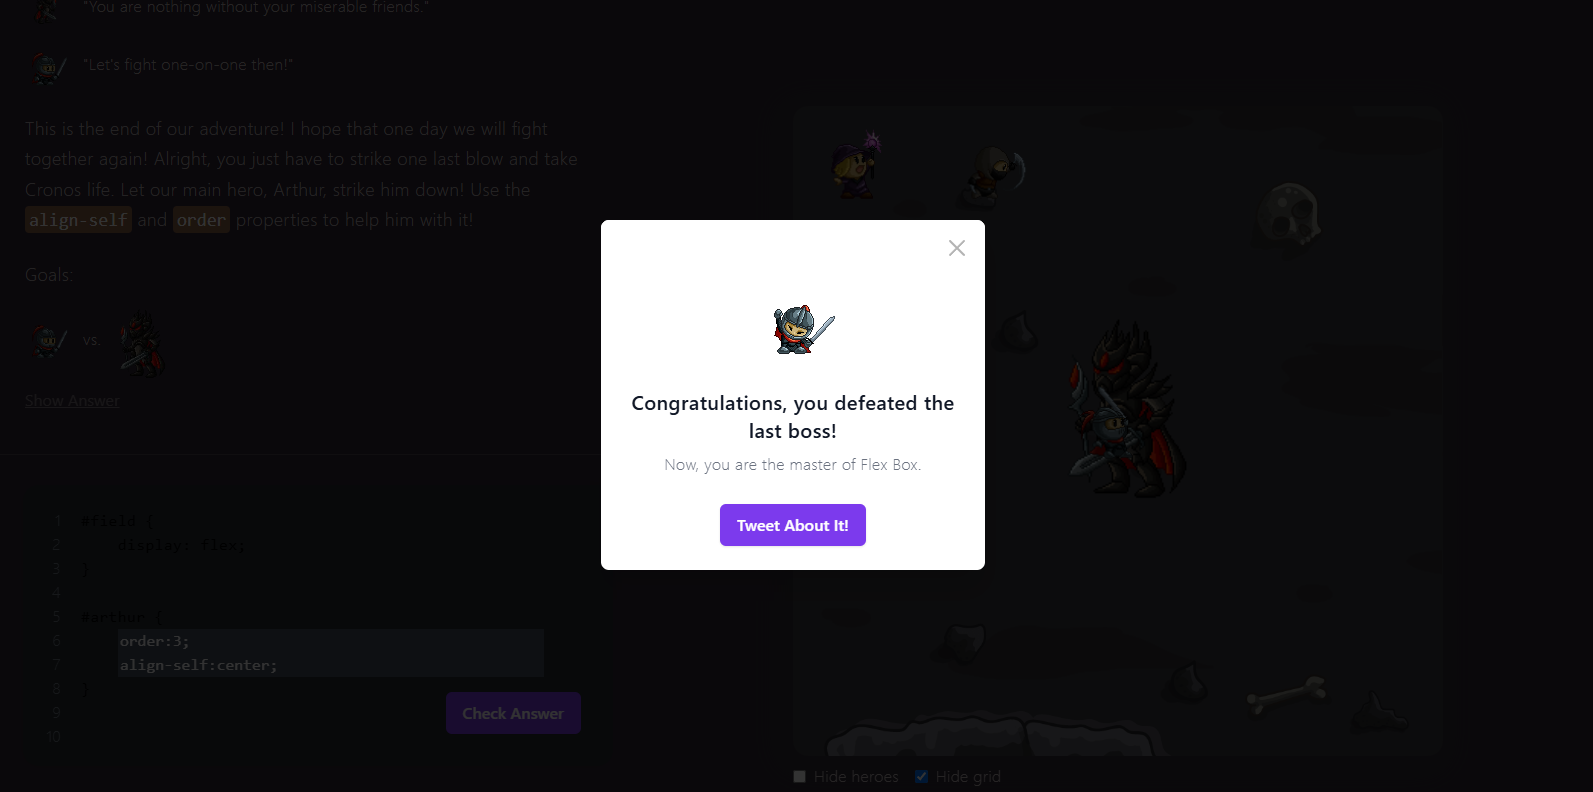 "You are nothing without your miserable friends."
"Let's fight one-on-one then!"
This is the end of our adventure! I hope that one day we will fight
together again! Alright, you just have to strike one last blow and take
Cronos life. Let our main hero, Arthur, strike him down! Use the
align-self and order properties to help him with it!
Goals:
vs.
Show Answer
1 #field {
2 display: flex;
3 }
4
5 #arthur {
6 order:3;
7 align-self:center;
8 }
9
10
Check Answer
Congratulations, you defeated the
last boss!
Now, you are the master of Flex Box.
Tweet About It!
Hide heroes Hide grid